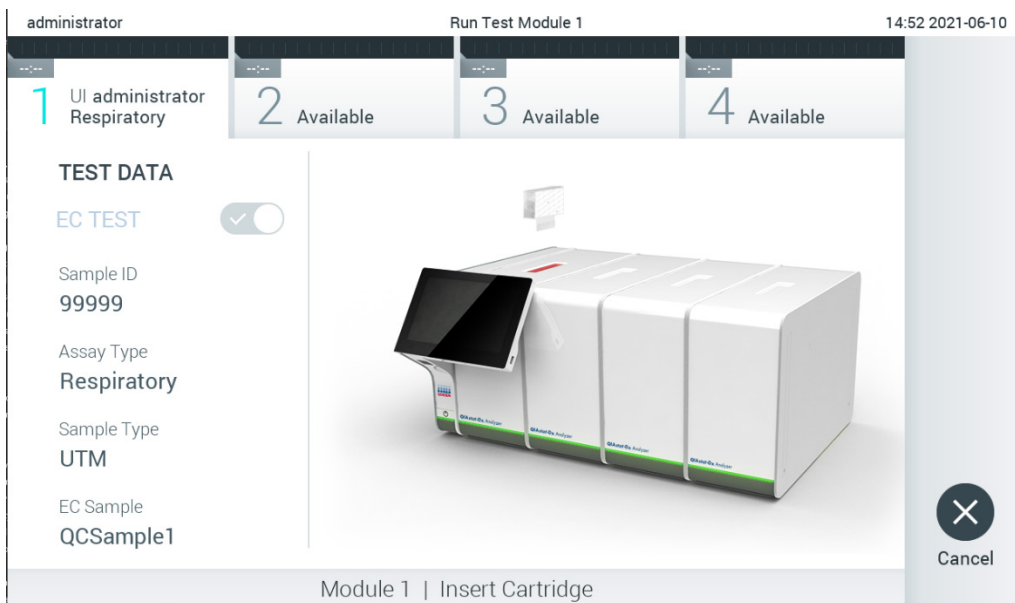 administrator Run Test Module 1 14:52 2021-06-10
--:-- --:-- --:-- --:--
1 UI administrator 2 Available 3 Available 4 Available
Respiratory
TEST DATA
EC TEST
Sample ID
99999
Assay Type
Respiratory
Sample Type
UTM
EC Sample
QCSample1
Cancel
Module 1 | Insert Cartridge